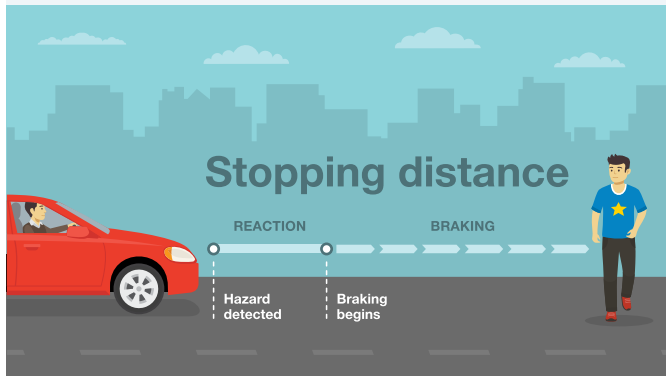 Stopping distance
REACTION
BRAKING
Hazard
detected
Braking
begins